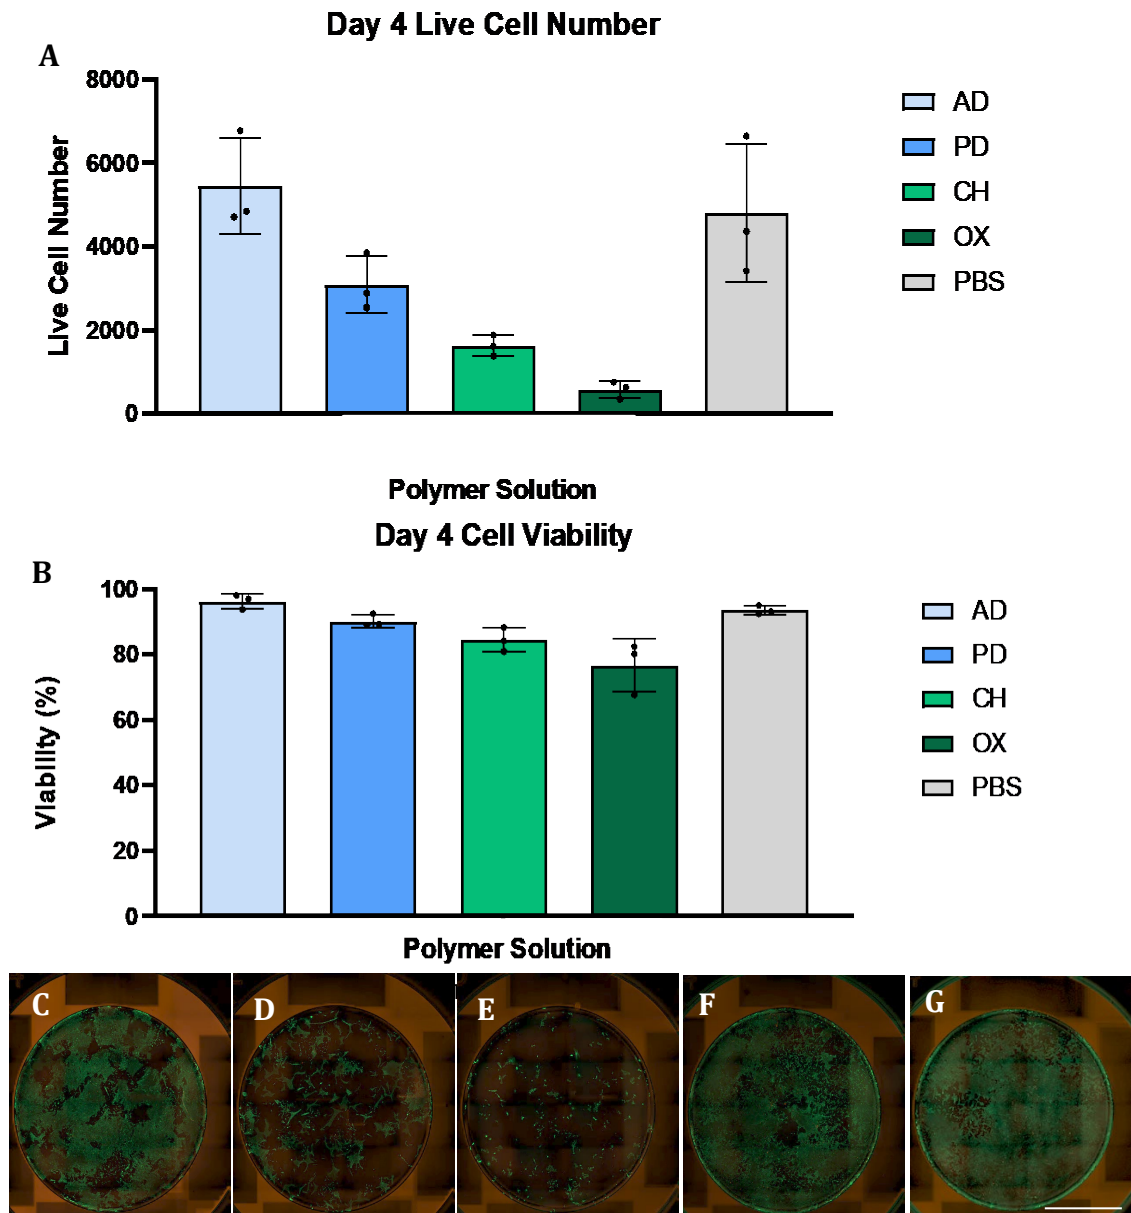 Day 4 Live Cell Number
A
8000
6000
4000
2000
0
Live Cell Number
AD
PD
CH
OX
PBS
Polymer Solution
Day 4 Cell Viability
B
100
80
60
40
20
0
Viability (%)
AD
PD
CH
OX
PBS
Polymer Solution
C D E F G